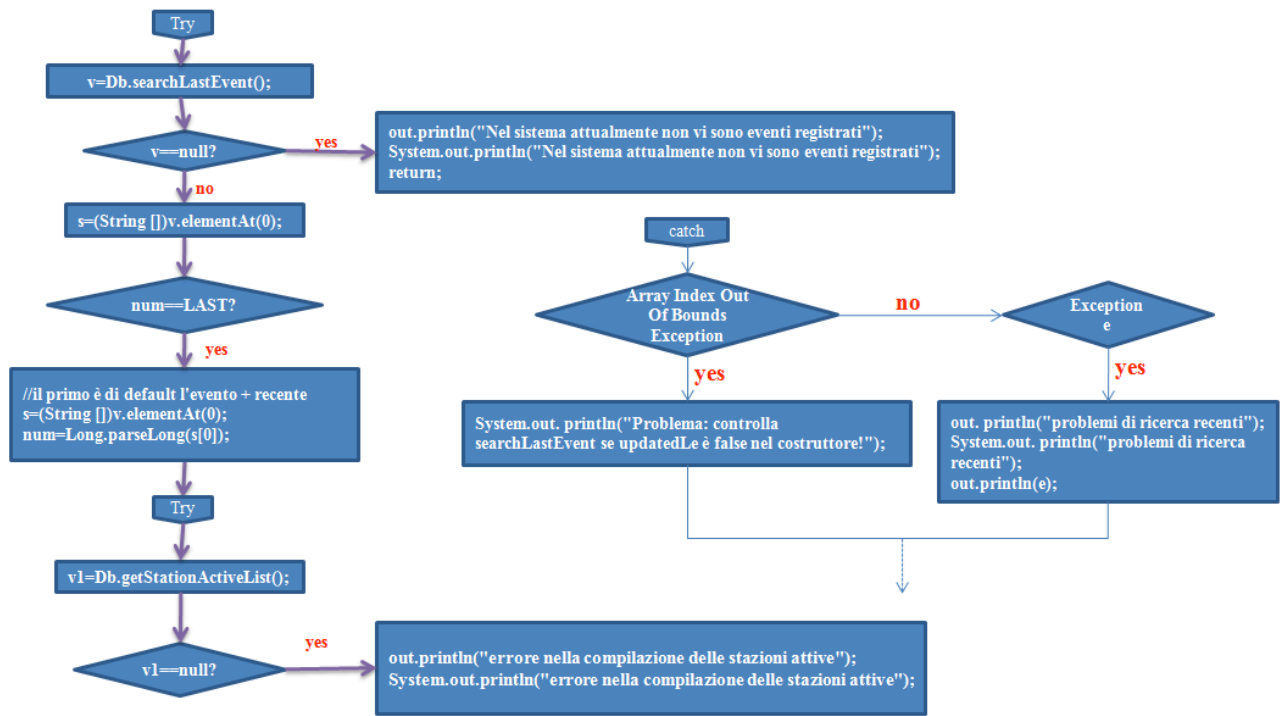 Try
v=Db.searchLastEvent();
v==null?
yes
out.println("Nel sistema attualmente non vi sono eventi registrati");
System.out.println("Nel sistema attualmente non vi sono eventi registrati");
return;
no
s=(String [])v.elementAt(0);
num==LAST?
yes
//il primo è di default l'evento + recente
s=(String [])v.elementAt(0);
num=Long.parseLong(s[0]);
Try
v1=Db.getStationActiveList();
v1==null?
yes
out.println("errore nella compilazione delle stazioni attive");
System.out.println("errore nella compilazione delle stazioni attive");
catch
Array Index Out
Of Bounds
Exception
no
Exception
e
yes
System.out. println("Problema: controlla
searchLastEvent se updatedLe è false nel costruttore!");
yes
out. println("problemi di ricerca recenti");
System.out. println("problemi di ricerca
recenti");
out.println(e);